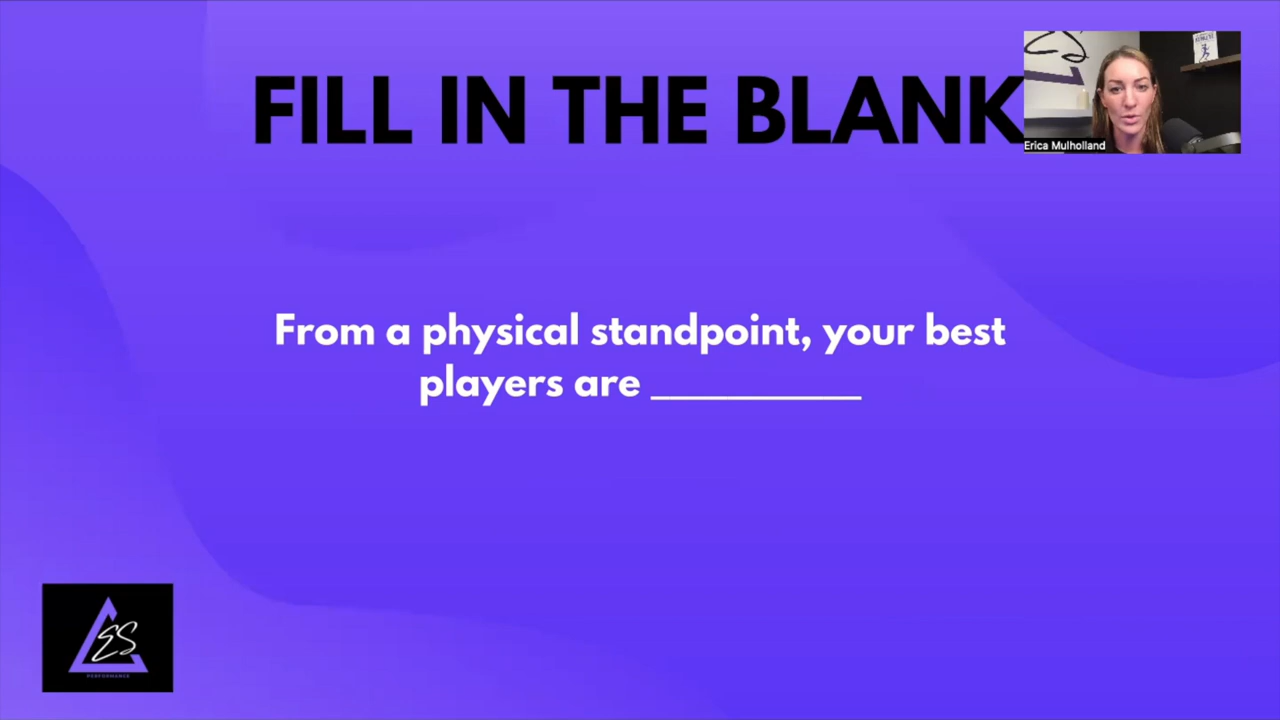 FILL IN THE BLANK
Erica Mulholland
From a physical standpoint, your best
players are ___________
ES
PERFORMANCE